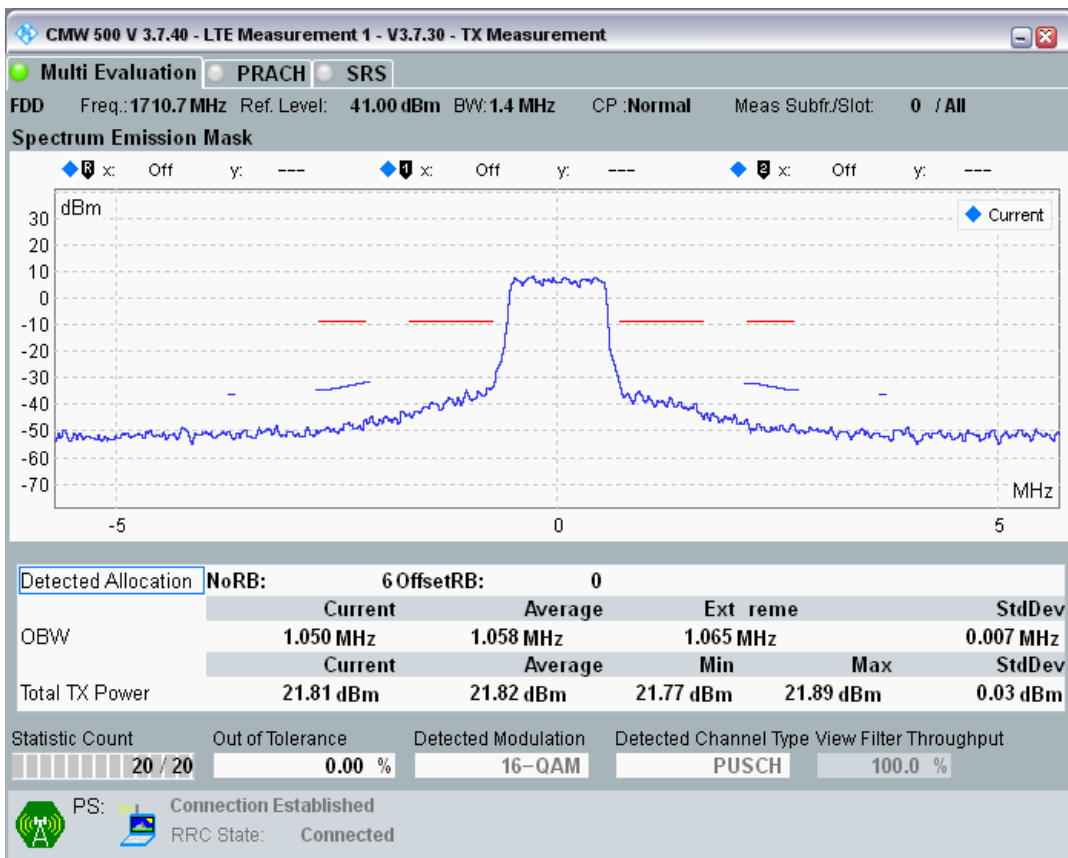 CMW 500 V 3.7.40 - LTE Measurement 1 - V3.7.30 - TX Measurement
Multi Evaluation PRACH SRS
FDD Freq.: 1710.7 MHz Ref. Level: 41.00 dBm BW: 1.4 MHz CP : Normal Meas Subfr./Slot: 0 / All
Spectrum Emission Mask
R x: Off y: --- 1 x: Off y: --- 2 x: Off y: ---
dBm
Current
30
20
10
0
-10
-20
-30
-40
-50
-60
-70
MHz
-5 0 5
Detected Allocation NoRB: 6 OffsetRB: 0
Current Average Ext reme StdDev
OBW 1.050 MHz 1.058 MHz 1.065 MHz 0.007 MHz
Current Average Min Max StdDev
Total TX Power 21.81 dBm 21.82 dBm 21.77 dBm 21.89 dBm 0.03 dBm
Statistic Count Out of Tolerance Detected Modulation Detected Channel Type View Filter Throughput
20 / 20 0.00 % 16-QAM PUSCH 100.0 %
PS: Connection Established
RRC State: Connected